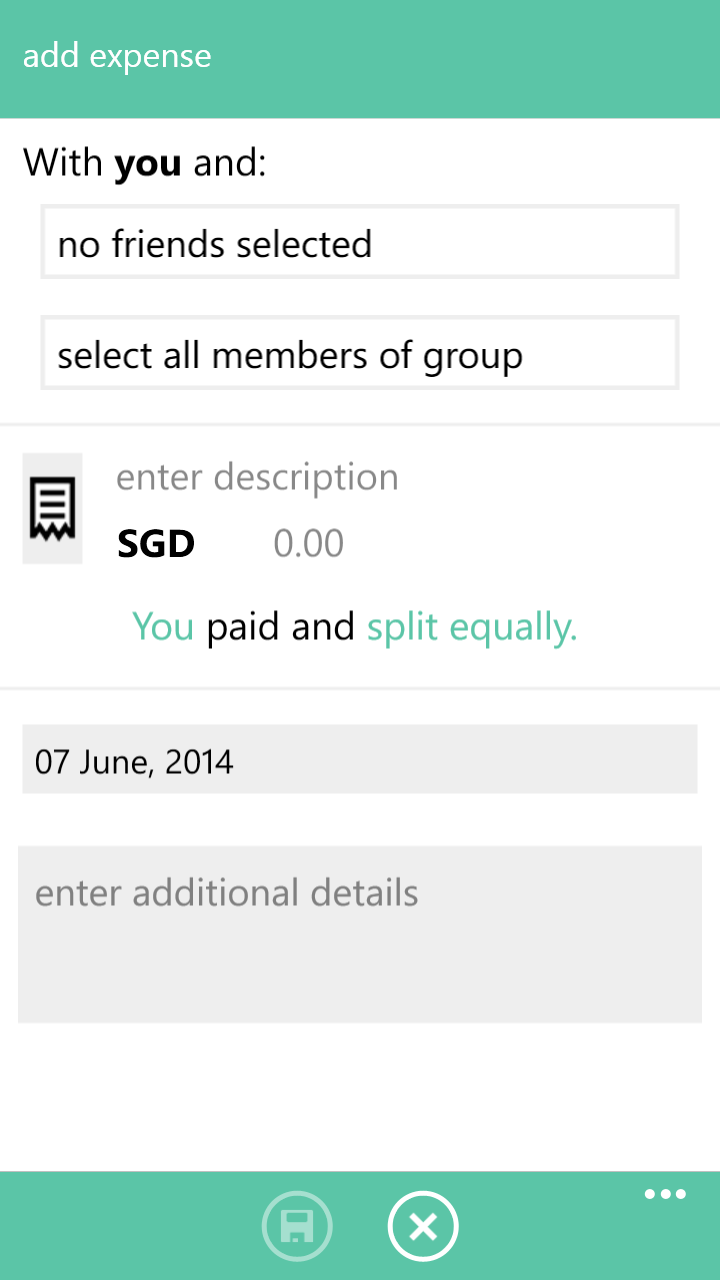 add expense
With you and:
no friends selected
select all members of group
enter description
SGD 0.00
You paid and split equally.
07 June, 2014
enter additional details